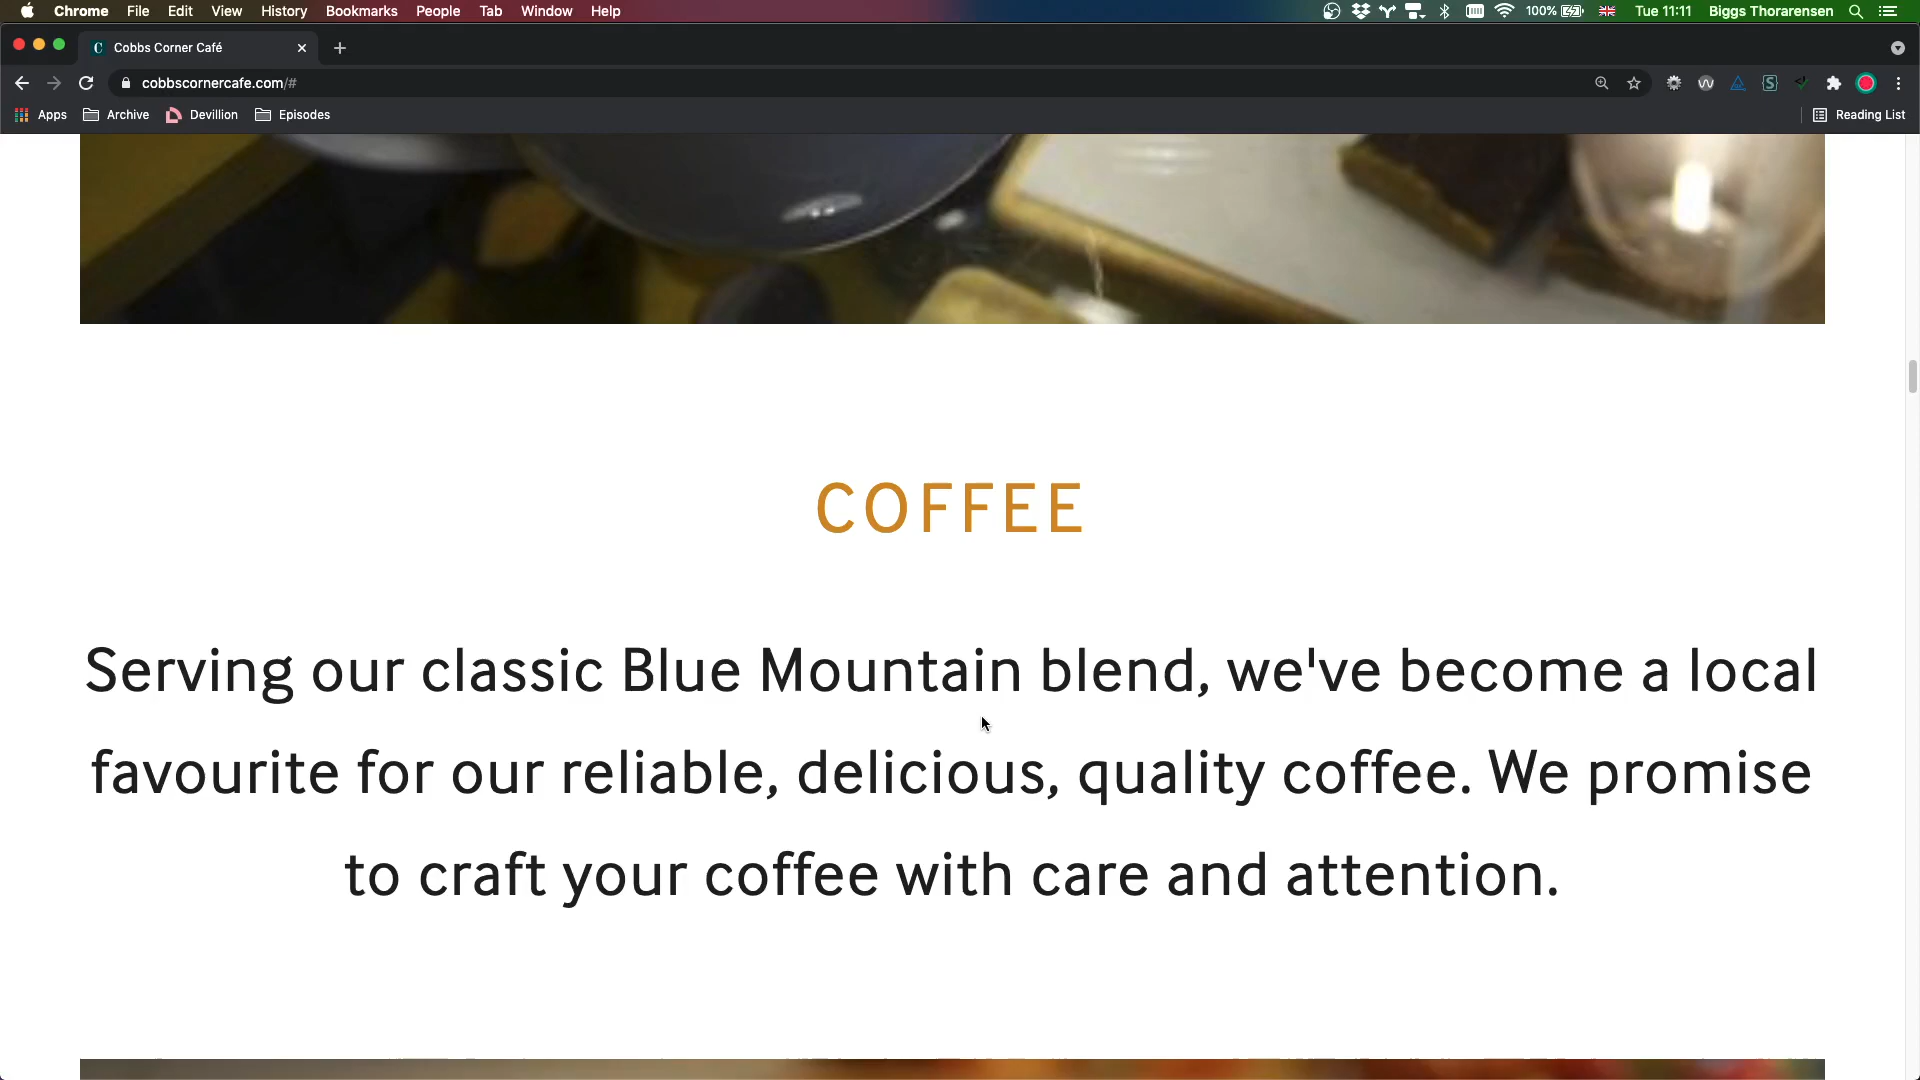 Chrome File Edit View History Bookmarks People Tab Window Help 100% Tue 11:11 Biggs Thorarensen
C Cobbs Corner Café
cobbscornercafe.com/#
Apps Archive Devillion Episodes Reading List
COFFEE
Serving our classic Blue Mountain blend, we've become a local
favourite for our reliable, delicious, quality coffee. We promise
to craft your coffee with care and attention.